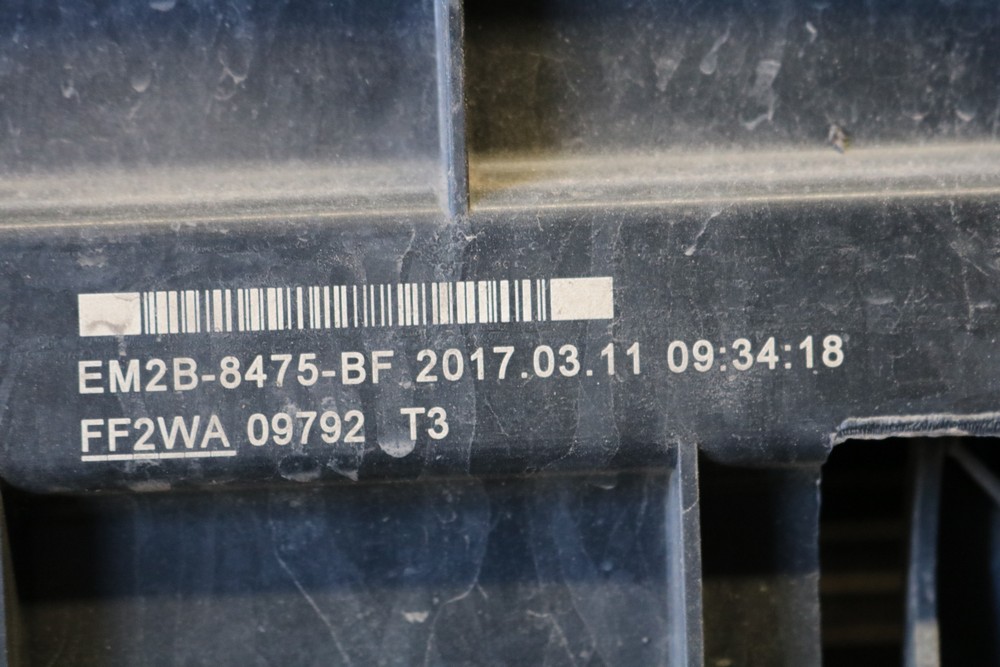 EM2B-8475-BF 2017.03.11 09:34:18
FF2WA 09792 T3